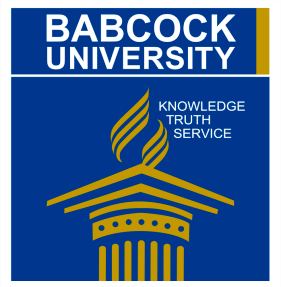 BABCOCK
UNIVERSITY
KNOWLEDGE
TRUTH
SERVICE